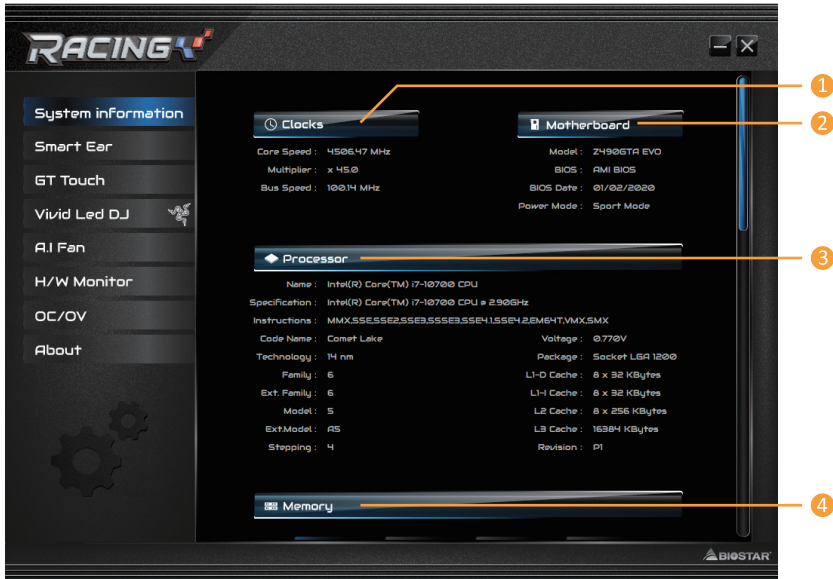 RACING
System information
Smart Ear
GT Touch
Vivid Led DJ
A.I Fan
H/W Monitor
OC/OV
About
Clocks
Core Speed : 4506.47 MHz
Multiplier : x 45.0
Bus Speed : 100.14 MHz
1
Motherboard
2
Model : Z490GTA EVO
BIOS : AMI BIOS
BIOS Date : 01/02/2020
Power Mode : Sport Mode
Processor
3
Name : Intel(R) Core(TM) i7-10700 CPU
Specification : Intel(R) Core(TM) i7-10700 CPU @ 2.90GHz
Instructions : MMX,SSE,SSE2,SSE3,SSSE3,SSE4.1,SSE4.2,EM64T,VMX,SMX
Code Name : Comet Lake
Technology : 14 nm
Family : 6
Ext. Family : 6
Model : 5
Ext.Model : A5
Stepping : 4
Voltage : 0.770V
Package : Socket LGA 1200
L1-D Cache : 8 x 32 KBytes
L1-I Cache : 8 x 32 KBytes
L2 Cache : 8 x 256 KBytes
L3 Cache : 16384 KBytes
Revision : P1
Memory
4
BIOSTAR